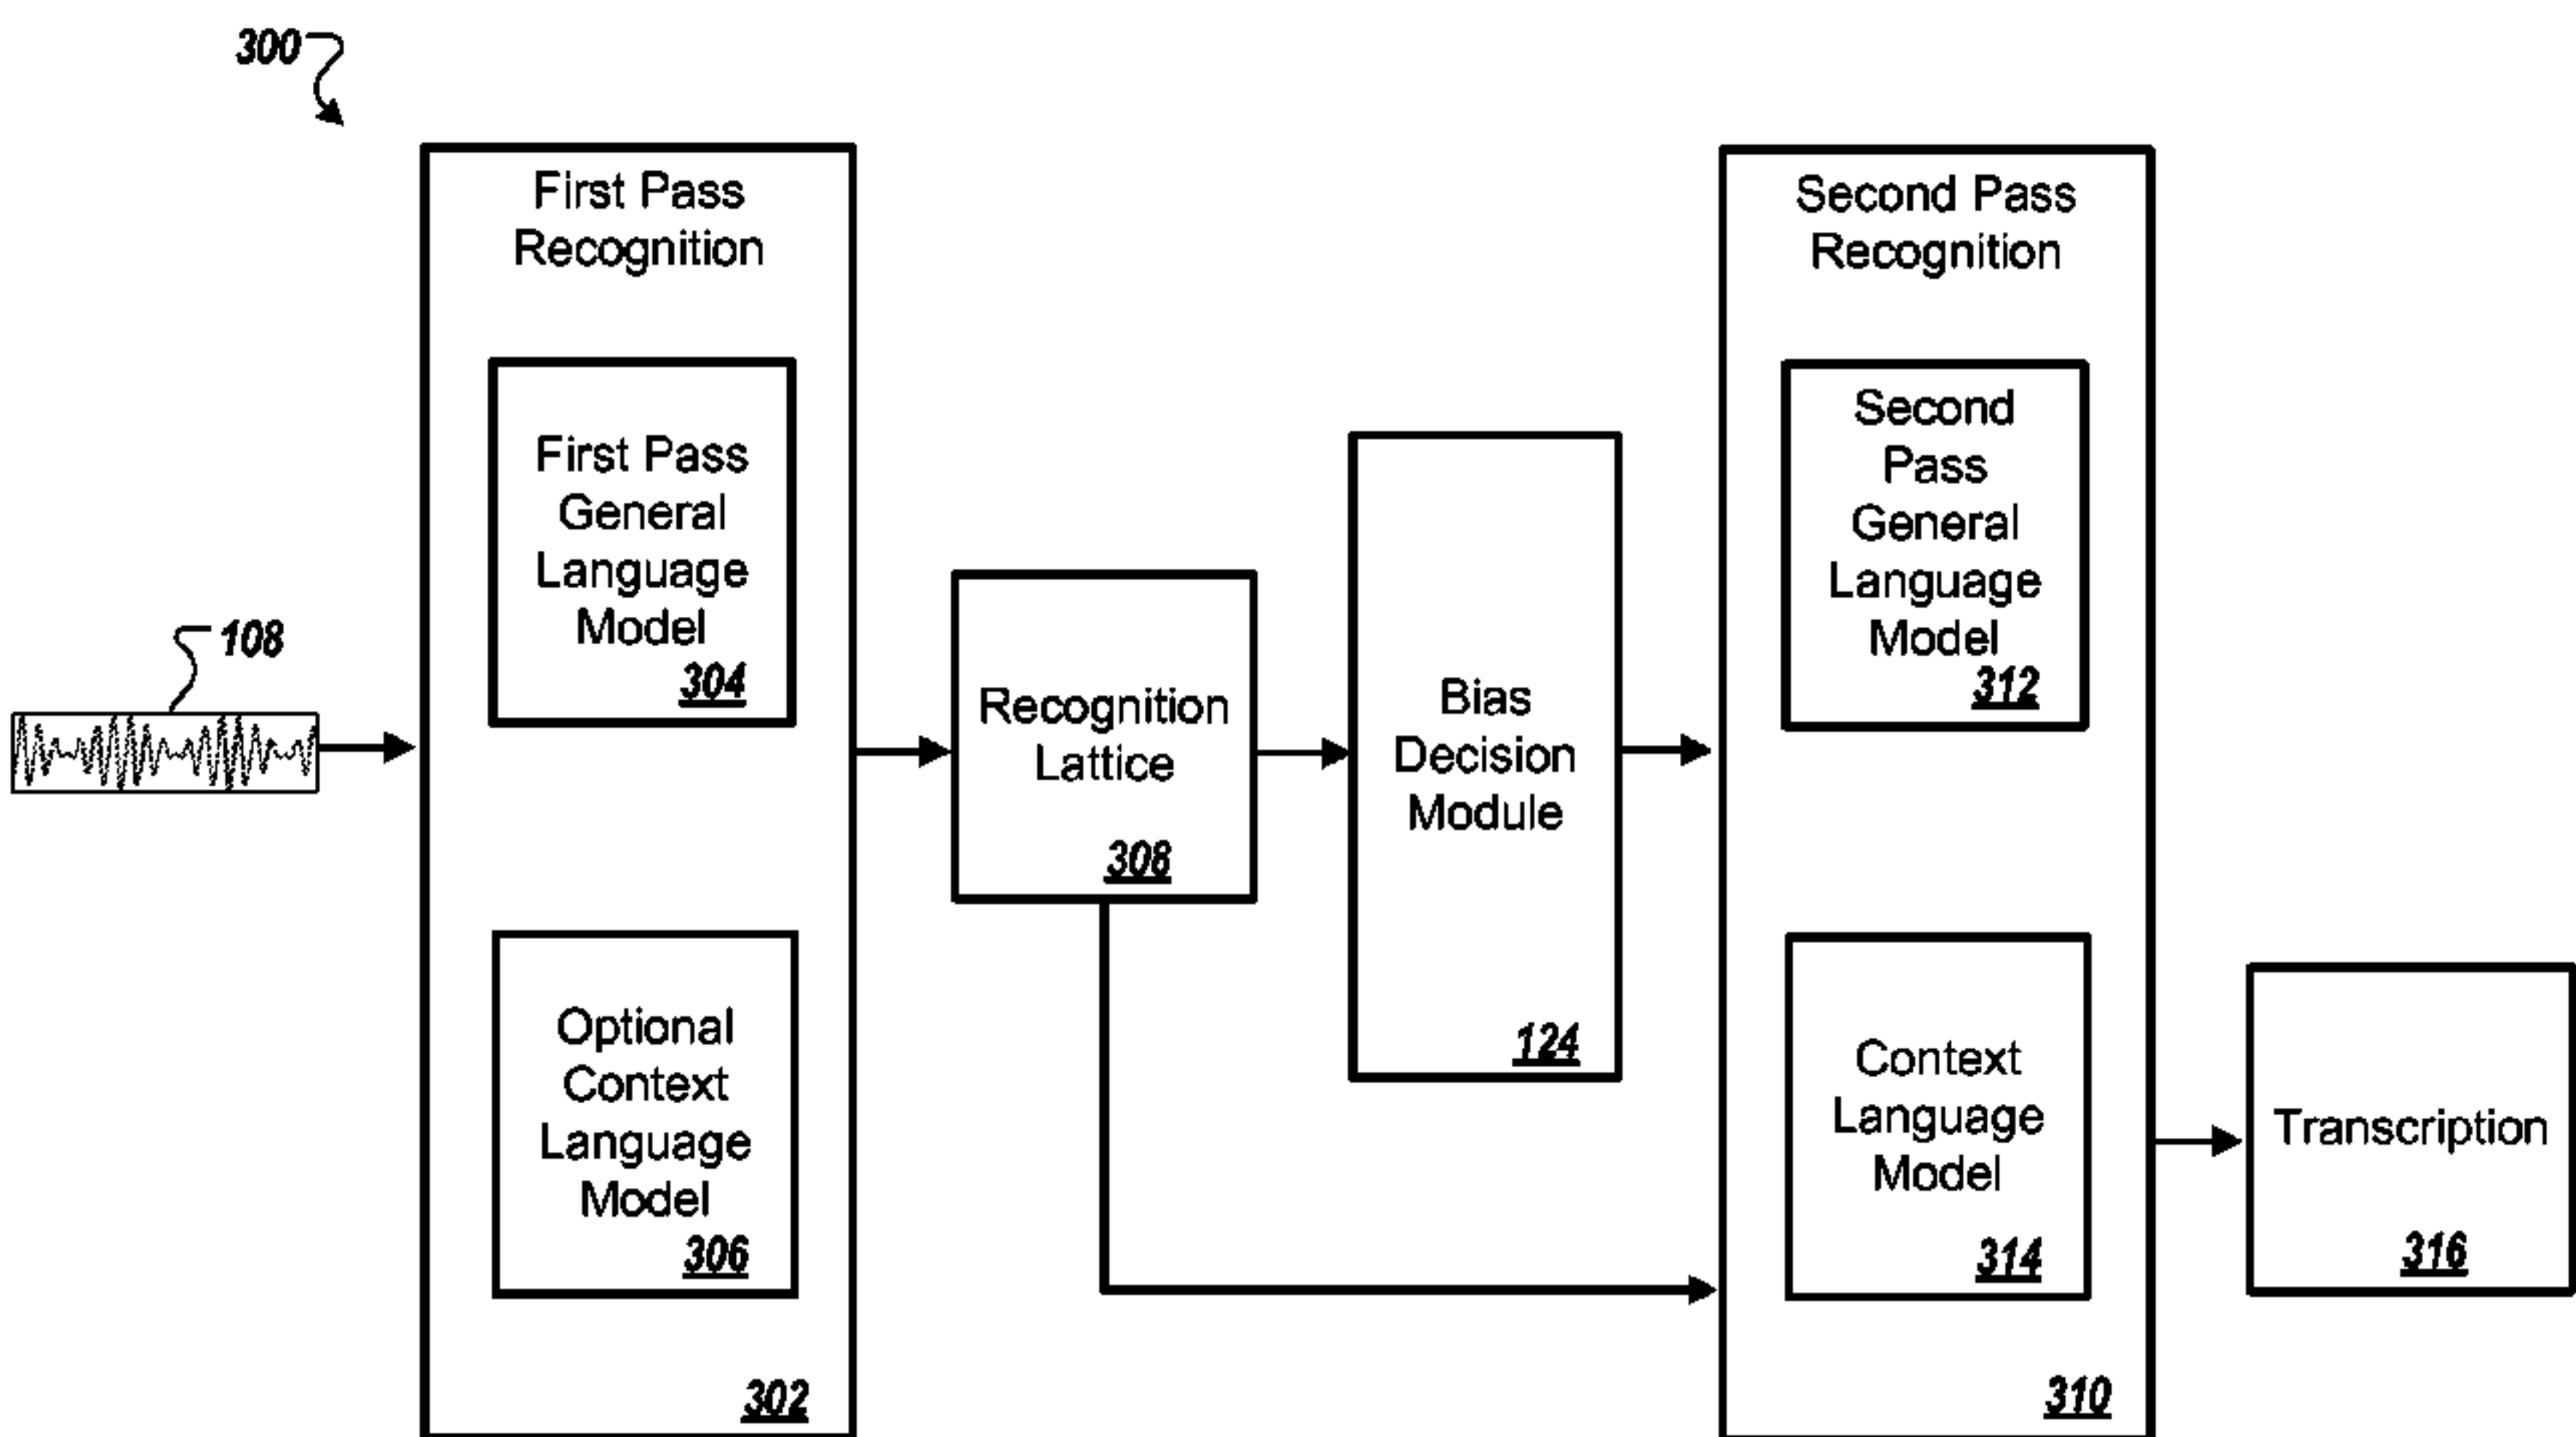 300
108
First Pass
Recognition
First Pass
General
Language
Model
304
Optional
Context
Language
Model
306
302
Recognition
Lattice
308
Bias
Decision
Module
124
Second Pass
Recognition
Second
Pass
General
Language
Model
312
Context
Language
Model
314
310
Transcription
316